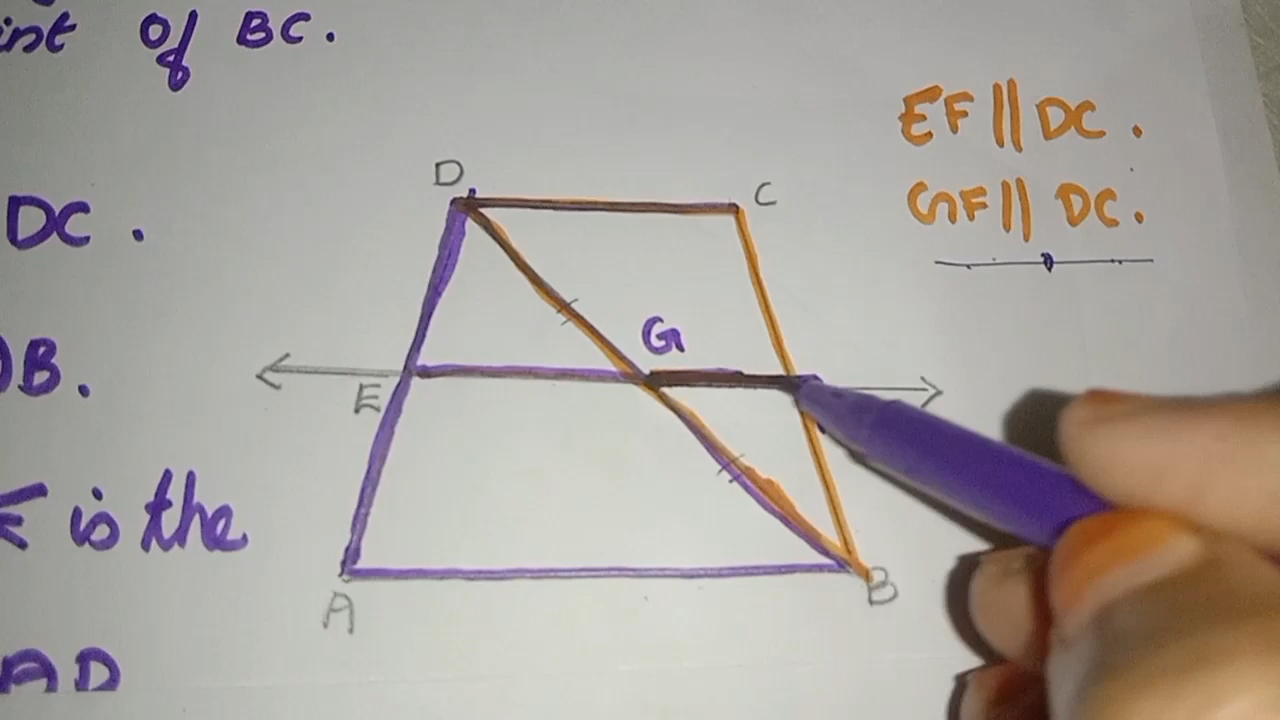 of BC.
EF || DC.
DC.
GF || DC.
D
C
G
E
B.
is the
A
B
AD